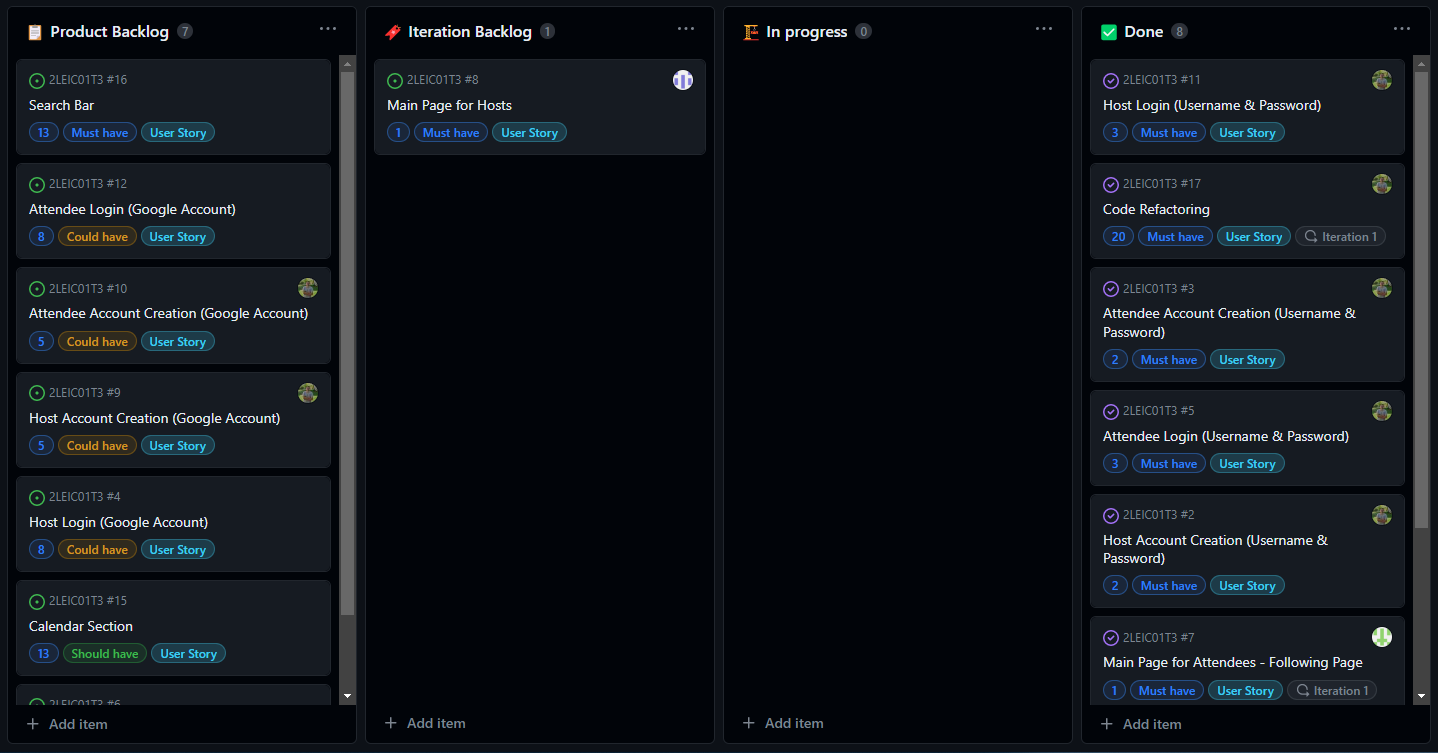 Product Backlog 7
2LEIC01T3 #16
Search Bar
13 Must have User Story
2LEIC01T3 #12
Attendee Login (Google Account)
8 Could have User Story
2LEIC01T3 #10
Attendee Account Creation (Google Account)
5 Could have User Story
2LEIC01T3 #9
Host Account Creation (Google Account)
5 Could have User Story
2LEIC01T3 #4
Host Login (Google Account)
8 Could have User Story
2LEIC01T3 #15
Calendar Section
13 Should have User Story
2LEIC01T3 #6
+ Add item
Iteration Backlog 1
2LEIC01T3 #8
Main Page for Hosts
1 Must have User Story
+ Add item
In progress 0
+ Add item
Done 8
2LEIC01T3 #11
Host Login (Username & Password)
3 Must have User Story
2LEIC01T3 #17
Code Refactoring
20 Must have User Story Iteration 1
2LEIC01T3 #3
Attendee Account Creation (Username &
Password)
2 Must have User Story
2LEIC01T3 #5
Attendee Login (Username & Password)
3 Must have User Story
2LEIC01T3 #2
Host Account Creation (Username &
Password)
2 Must have User Story
2LEIC01T3 #7
Main Page for Attendees - Following Page
1 Must have User Story Iteration 1
+ Add item